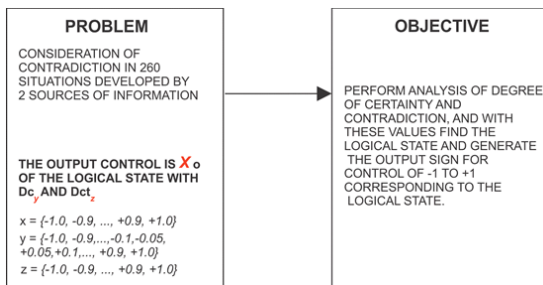 PROBLEM
CONSIDERATION OF
CONTRADICTION IN 260
SITUATIONS DEVELOPED BY
2 SOURCES OF INFORMATION
THE OUTPUT CONTROL IS X o
OF THE LOGICAL STATE WITH
Dcy AND Dctz
x = {-1.0, -0.9, ..., +0.9, +1.0}
y = {-1.0, -0.9,...,-0.1,-0.05,
+0.05,+0.1,..., +0.9, +1.0}
z = {-1.0, -0.9, ..., +0.9, +1.0}
OBJECTIVE
PERFORM ANALYSIS OF DEGREE
OF CERTAINTY AND
CONTRADICTION, AND WITH
THESE VALUES FIND THE
LOGICAL STATE AND GENERATE
THE OUTPUT SIGN FOR
CONTROL OF -1 TO +1
CORRESPONDING TO THE
LOGICAL STATE.